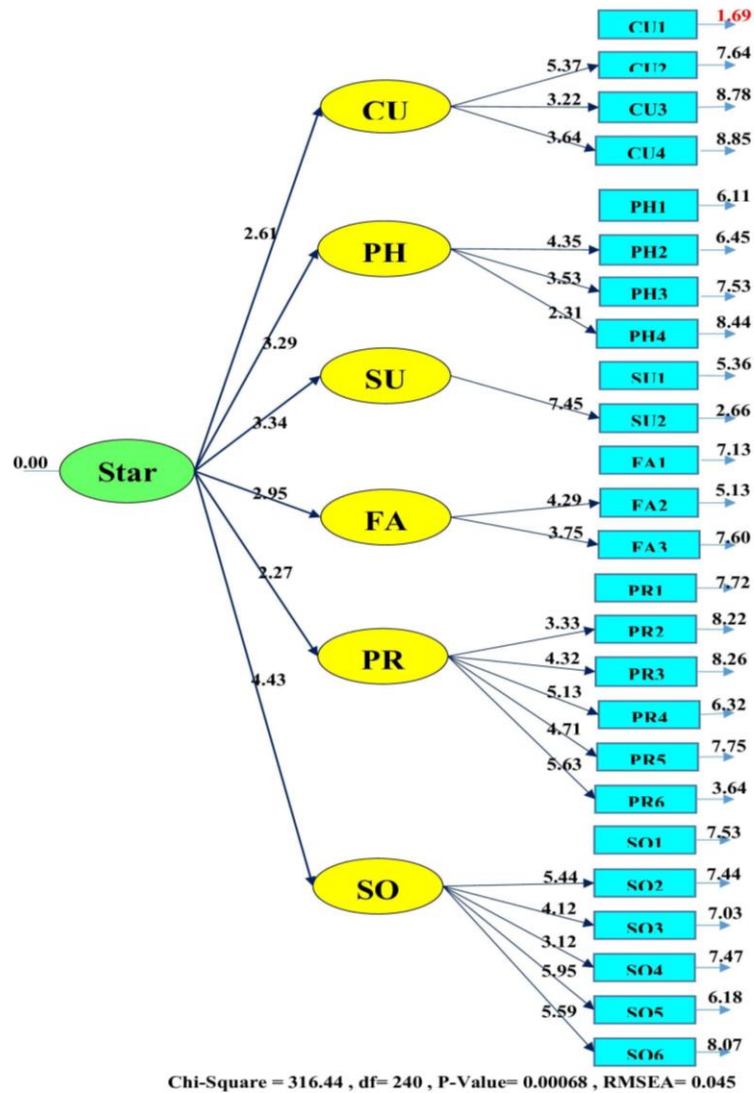 CU1 1.69
5.37 CU2 7.64
CU 3.22 CU3 8.78
3.64 CU4 8.85
PH1 6.11
2.61
PH 4.35 PH2 6.45
3.53 PH3 7.53
2.31 PH4 8.44
3.29
SU SU1 5.36
7.45 SU2 2.66
3.34
FA1 7.13
0.00 Star
2.95 4.29 FA2 5.13
FA 3.75 FA3 7.60
2.27
PR1 7.72
3.33 PR2 8.22
PR 4.32 PR3 8.26
4.43 5.13 PR4 6.32
4.71 PR5 7.75
5.63 PR6 3.64
SO1 7.53
SO 5.44 SO2 7.44
4.12 SO3 7.03
3.12 SO4 7.47
5.95 SO5 6.18
5.59 SO6 8.07
Chi-Square = 316.44 , df= 240 , P-Value= 0.00068 , RMSEA= 0.045